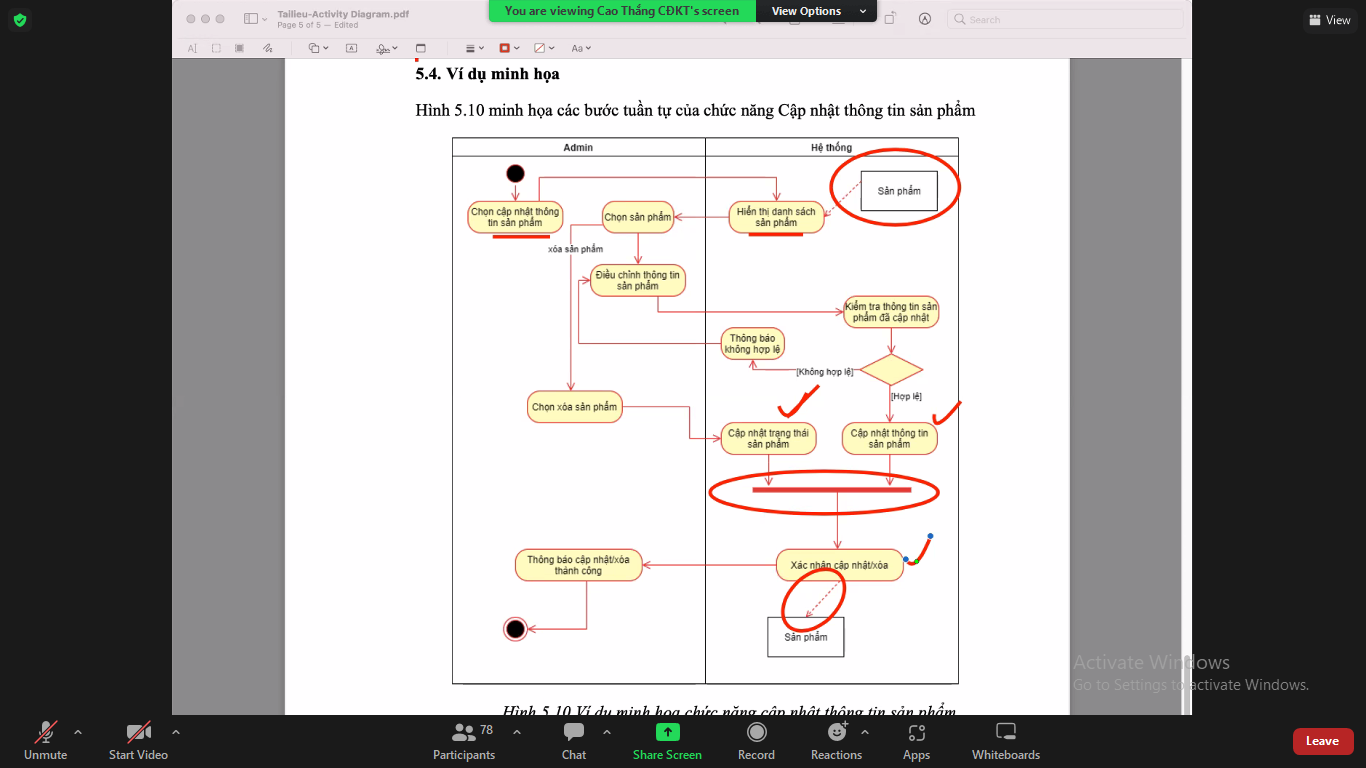 Tailieu-Activity Diagram.pdf
Page 5 of 5 — Edited
You are viewing Cao Thắng CĐKT's screen
View Options
Search
View
Aa
5.4. Ví dụ minh họa
Hình 5.10 minh họa các bước tuần tự của chức năng Cập nhật thông tin sản phẩm
Admin
Hệ thống
Sản phẩm
Chọn cập nhật thông
tin sản phẩm
Chọn sản phẩm
Hiển thị danh sách
sản phẩm
xóa sản phẩm
Điều chỉnh thông tin
sản phẩm
Kiểm tra thông tin sản
phẩm đã cập nhật
Thông báo
không hợp lệ
[Không hợp lệ]
[Hợp lệ]
Chọn xóa sản phẩm
Cập nhật trạng thái
sản phẩm
Cập nhật thông tin
sản phẩm
Thông báo cập nhật/xóa
thành công
Xác nhận cập nhật/xóa
Sản phẩm
Hình 5.10 Ví dụ minh họa chức năng cập nhật thông tin sản phẩm
Activate Windows
Go to Settings to activate Windows.
Unmute
Start Video
Participants
78
Chat
Share Screen
Record
Reactions
Apps
Whiteboards
Leave